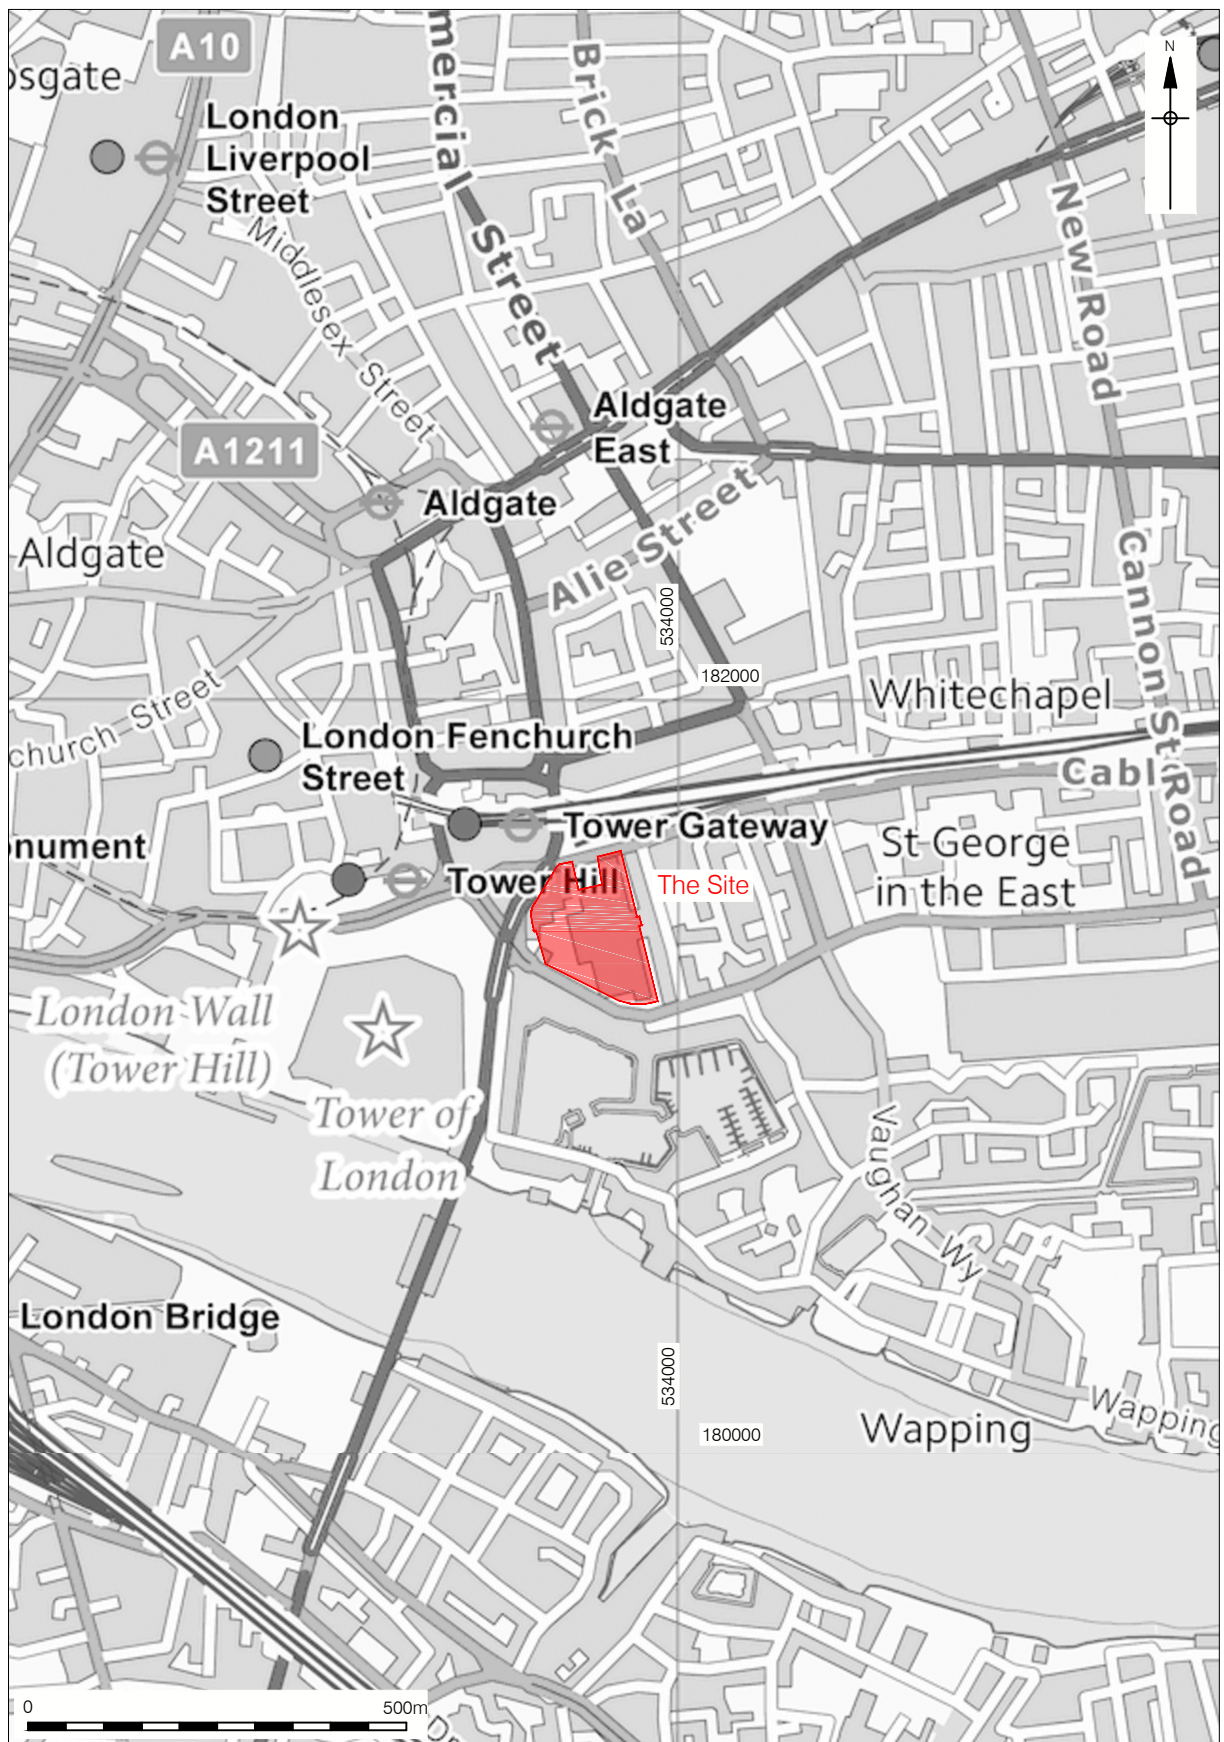 A10
N
osgate
mercial Street
Brick La
London
Liverpool
Street
Middlesex Street
New Road
Aldgate
East
A1211
Aldgate
Alie Street
Aldgate
Cannon St Road
534000
182000
church Street
Whitechapel
London Fenchurch
Street
Cabl
Tower Gateway
onument
St George
in the East
Tower Hill
The Site
London Wall
(Tower Hill)
Tower of
London
Vaughan Wy
London Bridge
534000
180000
Wapping
Wapping
0
500m